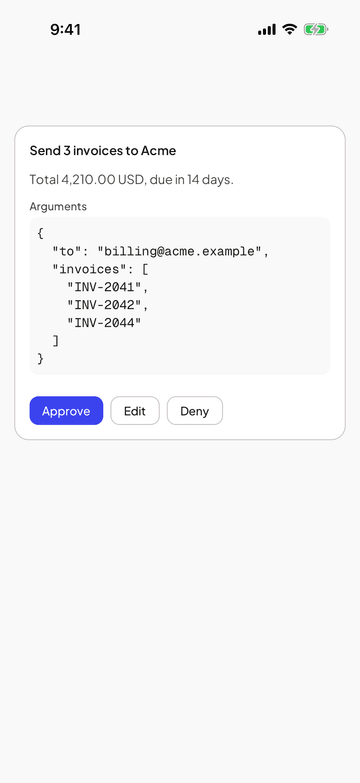 9:41
Send 3 invoices to Acme
Total 4,210.00 USD, due in 14 days.
Arguments
{
  "to": "billing@acme.example",
  "invoices": [
    "INV-2041",
    "INV-2042",
    "INV-2044"
  ]
}
Approve Edit Deny